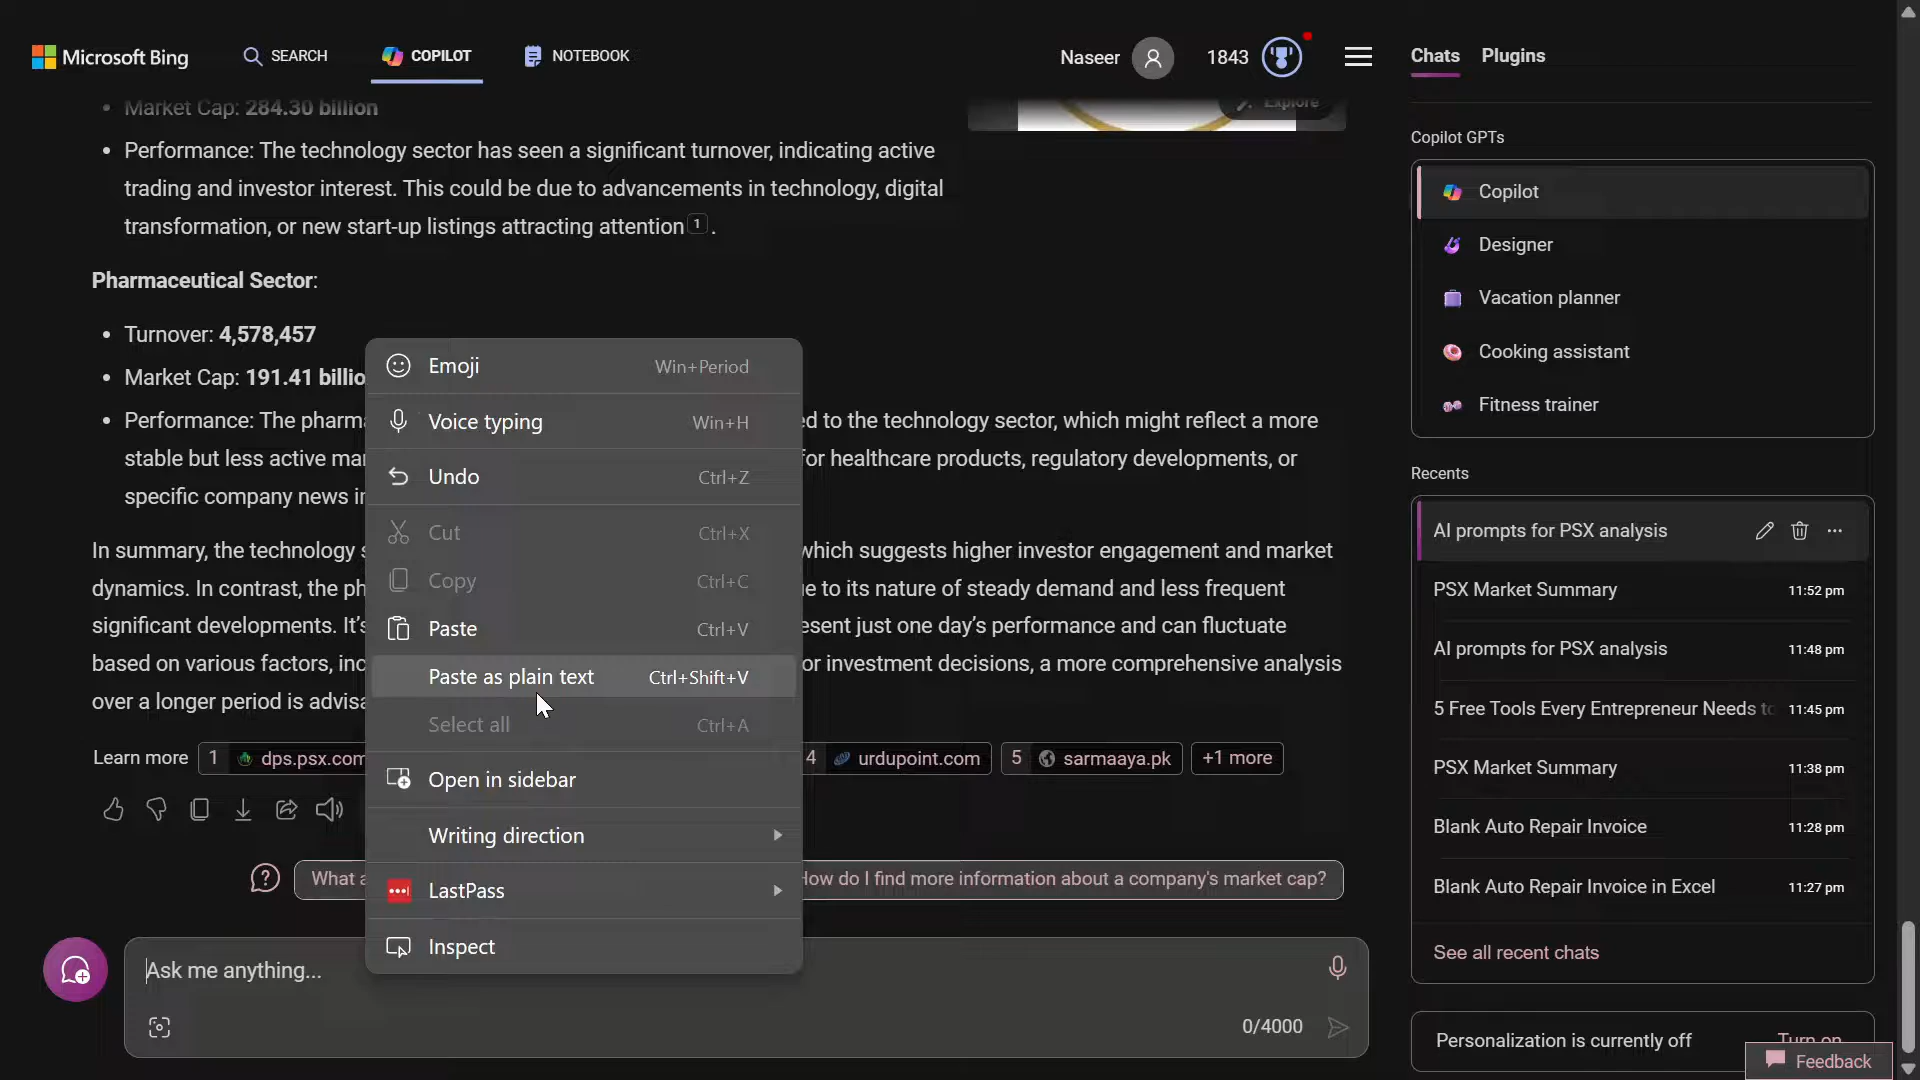 Microsoft Bing
SEARCH
COPILOT
NOTEBOOK
Naseer
1843
Chats
Plugins
Market Cap: 284.30 billion
Explore
Performance: The technology sector has seen a significant turnover, indicating active
trading and investor interest. This could be due to advancements in technology, digital
transformation, or new start-up listings attracting attention 1 .
Pharmaceutical Sector:
Turnover: 4,578,457
Market Cap: 191.41 billio
Performance: The pharma
ed to the technology sector, which might reflect a more
stable but less active mar
for healthcare products, regulatory developments, or
specific company news in
In summary, the technology s
which suggests higher investor engagement and market
dynamics. In contrast, the ph
e to its nature of steady demand and less frequent
significant developments. It's
esent just one day's performance and can fluctuate
based on various factors, inc
or investment decisions, a more comprehensive analysis
over a longer period is advisa
Learn more
1 dps.psx.com
4 urdupoint.com
5 sarmaaya.pk
+1 more
What a
How do I find more information about a company's market cap?
Ask me anything...
0/4000
Emoji Win+Period
Voice typing Win+H
Undo Ctrl+Z
Cut Ctrl+X
Copy Ctrl+C
Paste Ctrl+V
Paste as plain text Ctrl+Shift+V
Select all Ctrl+A
Open in sidebar
Writing direction
LastPass
Inspect
Copilot GPTs
Copilot
Designer
Vacation planner
Cooking assistant
Fitness trainer
Recents
AI prompts for PSX analysis
PSX Market Summary 11:52 pm
AI prompts for PSX analysis 11:48 pm
5 Free Tools Every Entrepreneur Needs to 11:45 pm
PSX Market Summary 11:38 pm
Blank Auto Repair Invoice 11:28 pm
Blank Auto Repair Invoice in Excel 11:27 pm
See all recent chats
Personalization is currently off
Turn on
Feedback